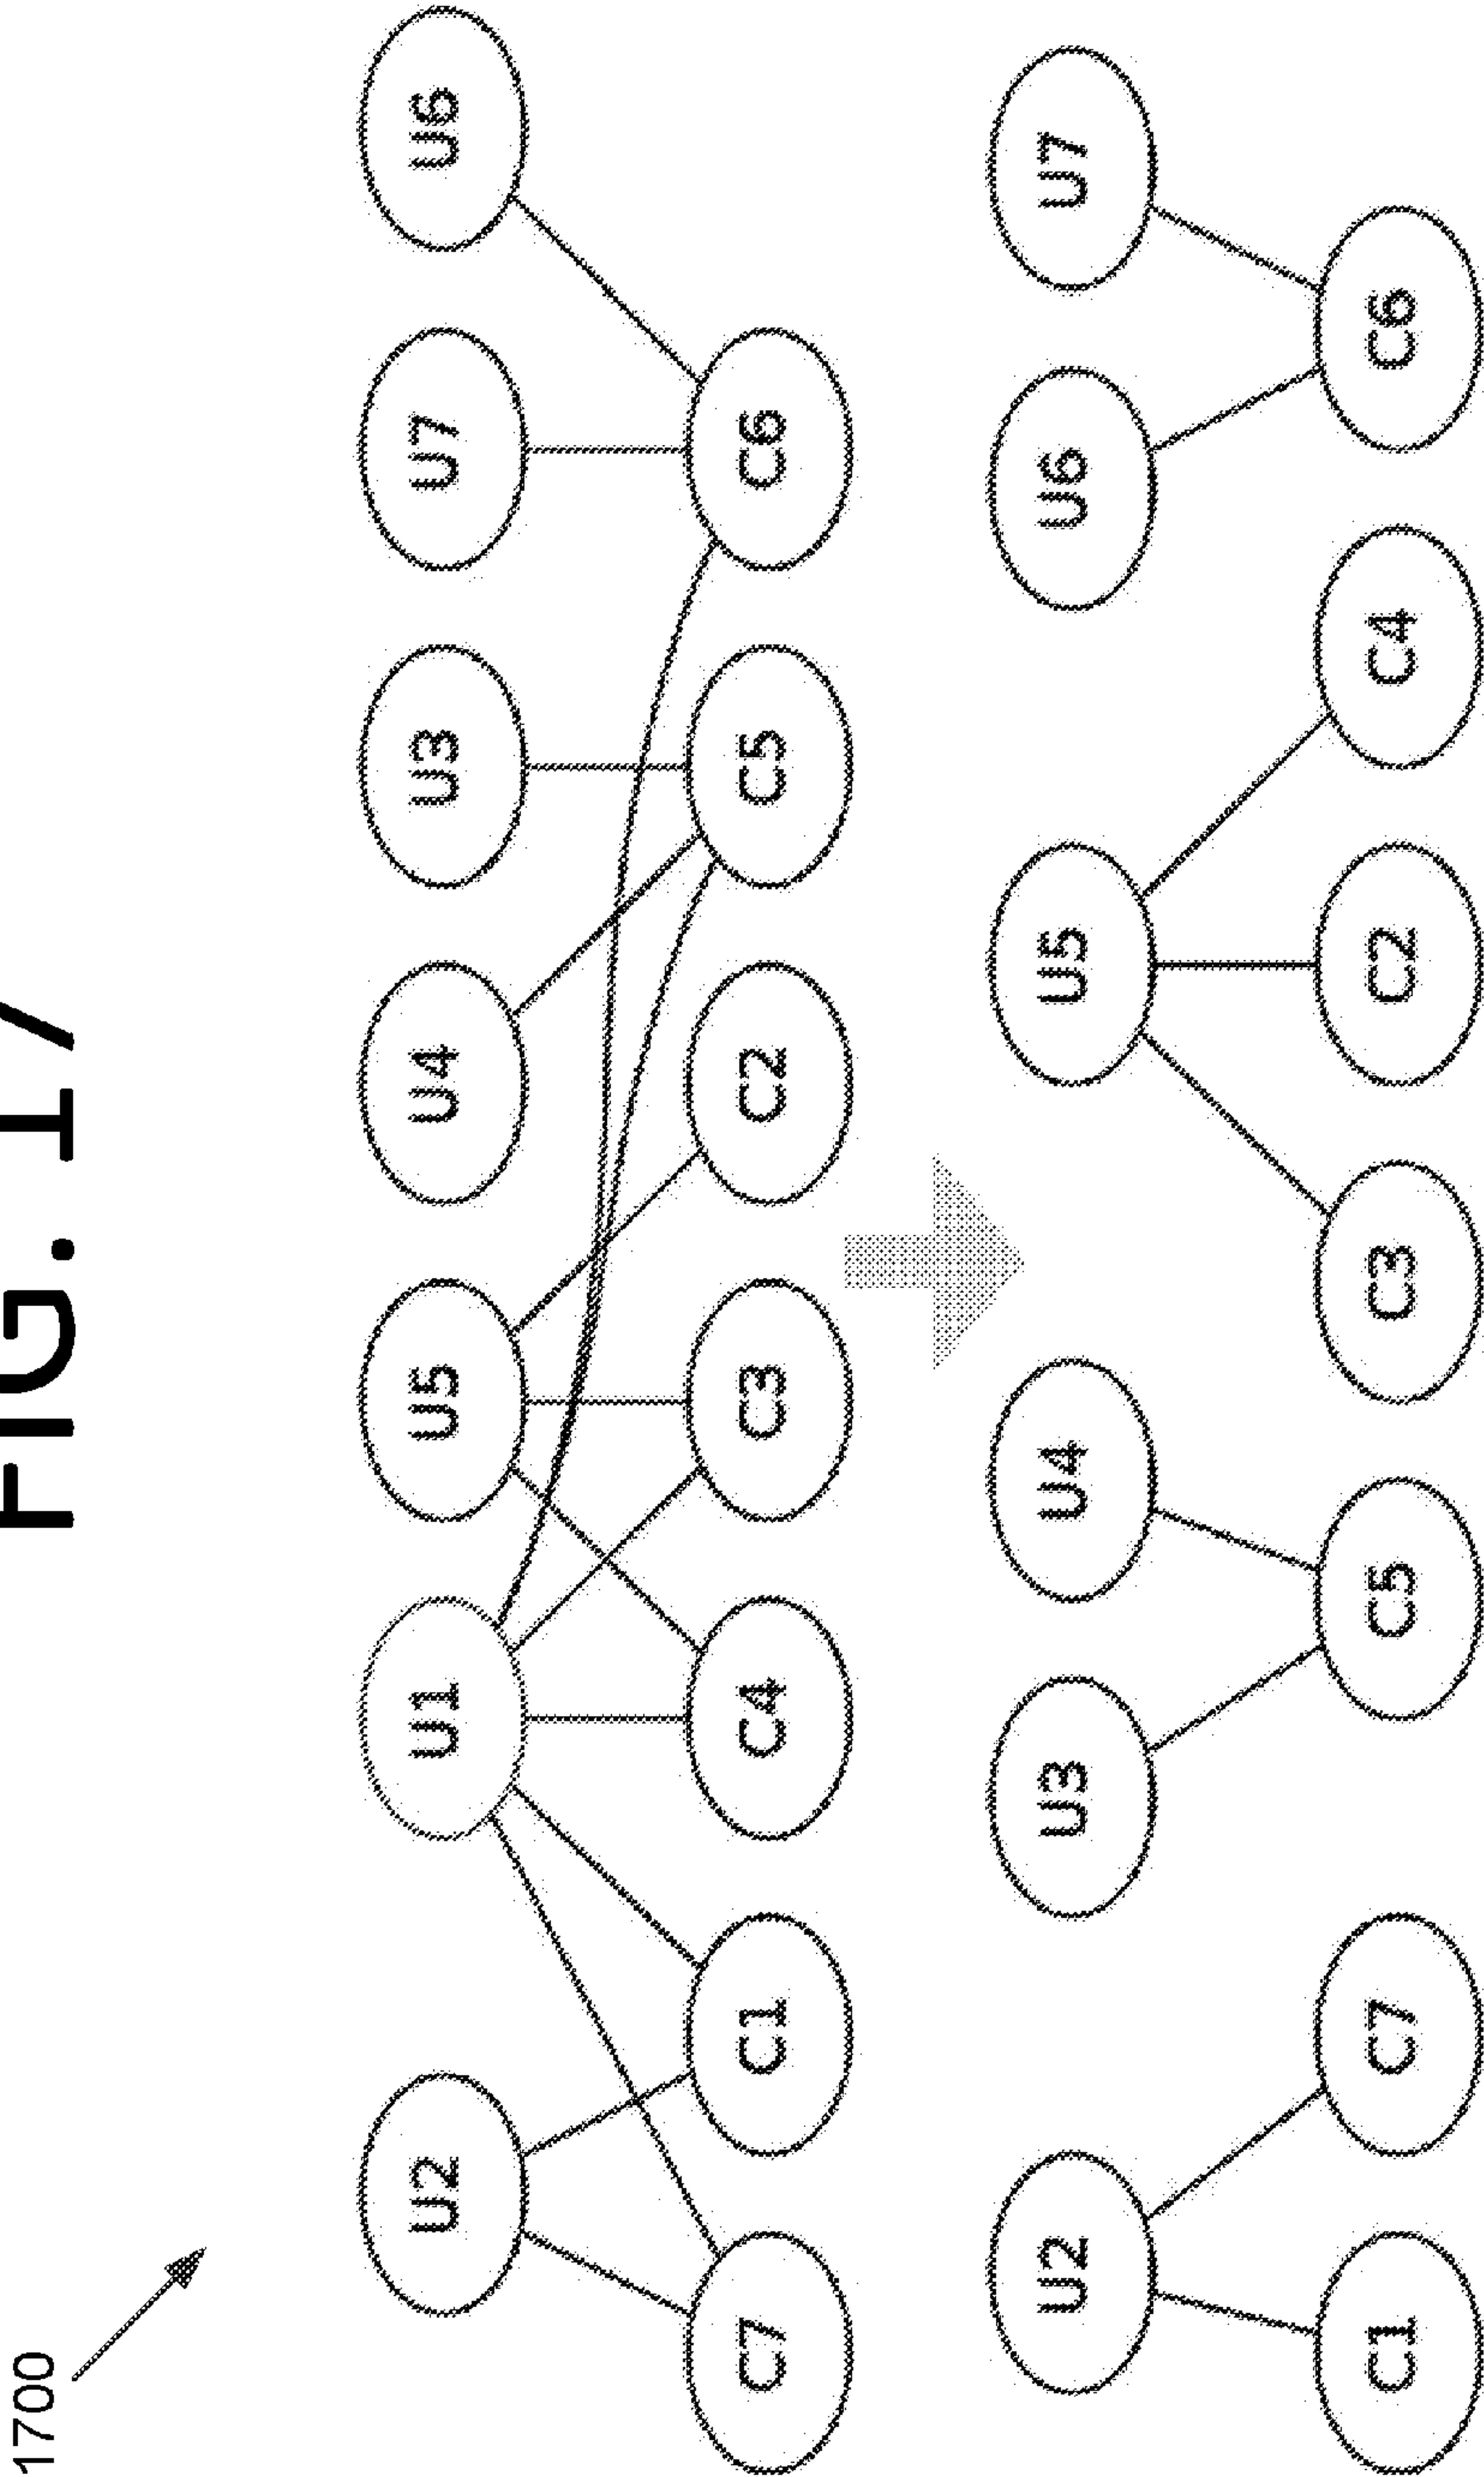 FIG. 17
1700
U2 U1 U5 U4 U3 U7 U6
C7 C1 C4 C3 C2 C5 C6
U2 U3 U4 U5 U6 U7
C1 C7 C5 C3 C2 C4 C6